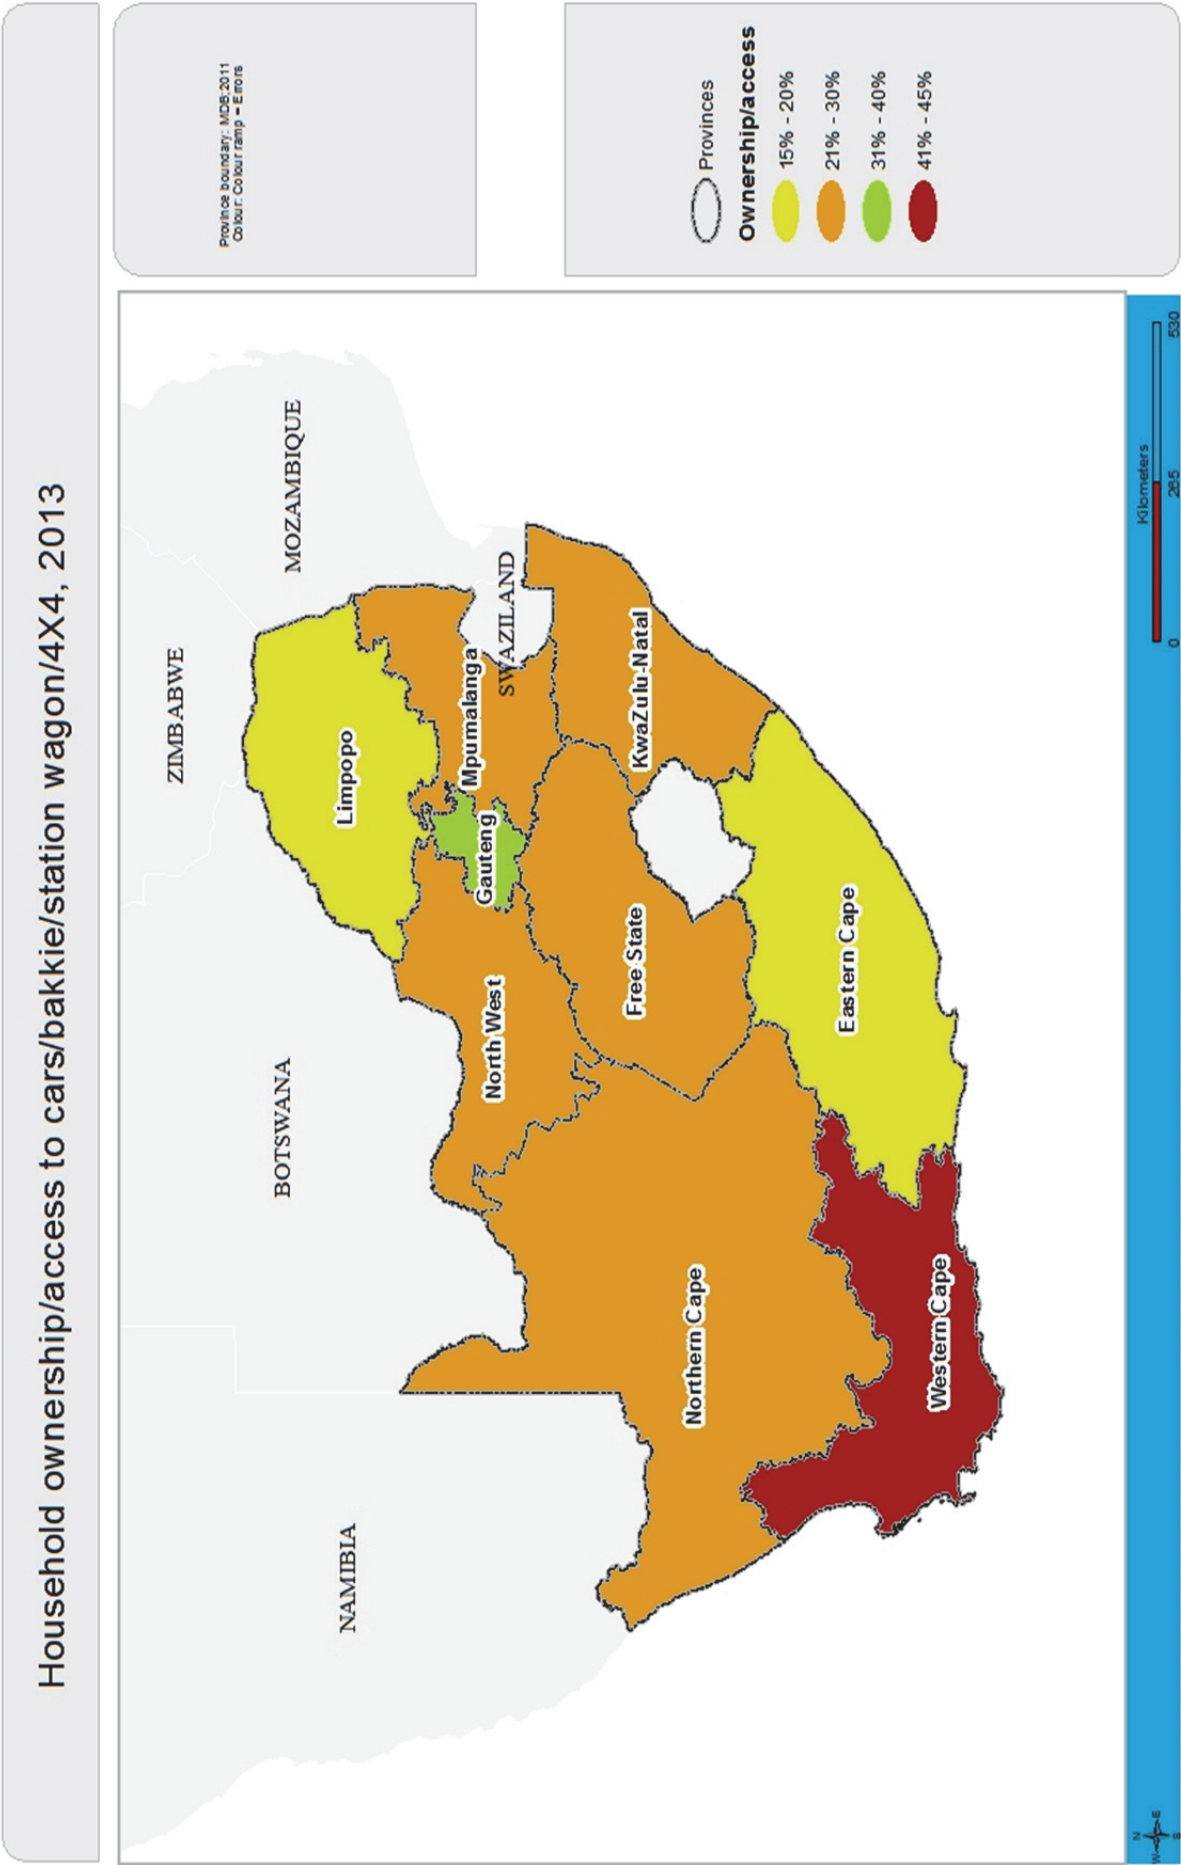 Household ownership/access to cars/bakkie/station wagon/4X4, 2013
Province boundary: MDB;2011
Colour: Colour ramp = Errors
Provinces
Ownership/access
15% - 20%
21% - 30%
31% - 40%
41% - 45%
ZIMBABWE
MOZAMBIQUE
BOTSWANA
NAMIBIA
SWAZILAND
Limpopo
Mpumalanga
Gauteng
North West
KwaZulu-Natal
Free State
Northern Cape
Eastern Cape
Western Cape
N
W
E
S
Kilometers
0
265
530